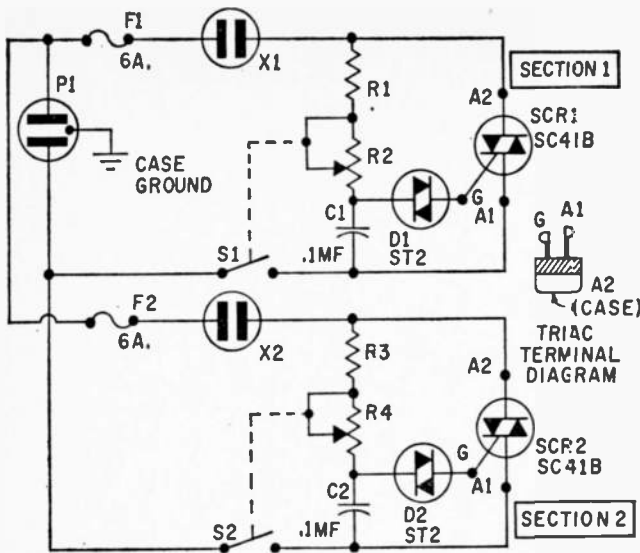 F1
6A.
X1
P1
R1
SECTION 1
A2
SCR1
SC41B
R2
CASE
GROUND
G
A1
C1
D1
ST2
S1
.1MF
G
A1
A2
(CASE)
TRIAC
TERMINAL
DIAGRAM
F2
6A.
X2
R3
A2
R4
SCR2
SC41B
G
A1
C2
D2
ST2
S2
.1MF
SECTION 2